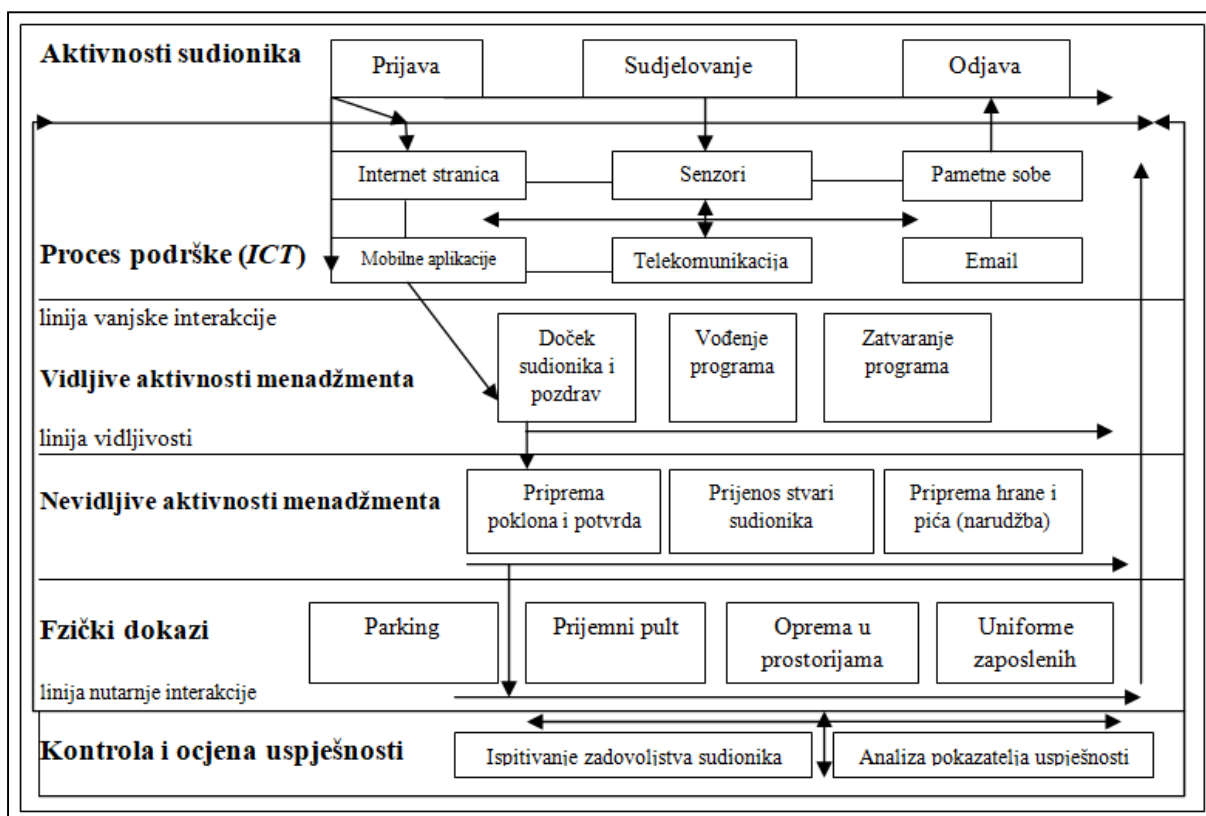 Aktivnosti sudionika
Prijava
Sudjelovanje
Odjava
Internet stranica
Senzori
Pametne sobe
Proces podrške (ICT)
Mobilne aplikacije
Telekomunikacija
Email
linija vanjske interakcije
Doček
sudionika i
pozdrav
Vođenje
programa
Zatvaranje
programa
Vidljive aktivnosti menadžmenta
linija vidljivosti
Nevidljive aktivnosti menadžmenta
Priprema
poklona i potvrda
Prijenos stvari
sudionika
Priprema hrane i
pića (narudžba)
Fzički dokazi
Parking
Prijemni pult
Oprema u
prostorijama
Uniforme
zaposlenih
linija nutarnje interakcije
Kontrola i ocjena uspješnosti
Ispitivanje zadovoljstva sudionika
Analiza pokazatelja uspješnosti